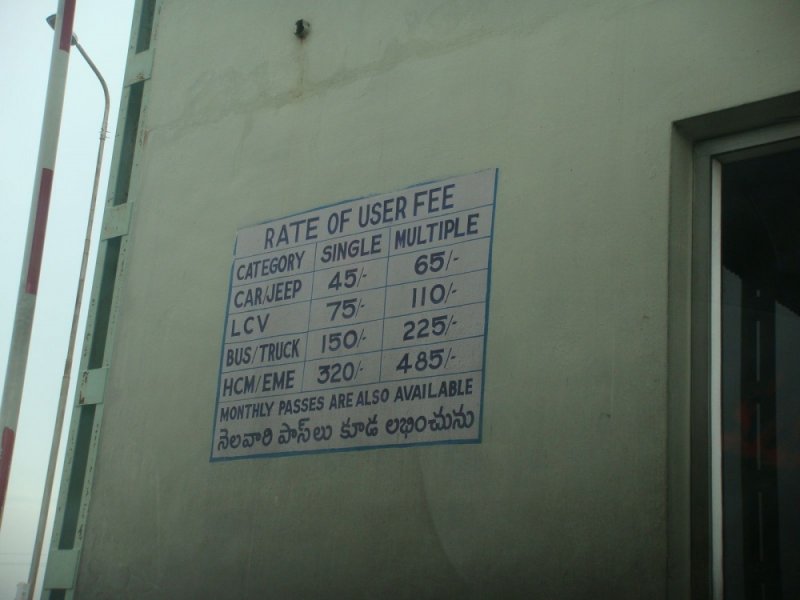 RATE OF USER FEE
CATEGORY SINGLE MULTIPLE
CAR/JEEP 45/- 65/-
LCV 75/- 110/-
BUS/TRUCK 150/- 225/-
HCM/EME 320/- 485/-
MONTHLY PASSES ARE ALSO AVAILABLE
నెలవారి పాస్‌లు కూడ లభించును